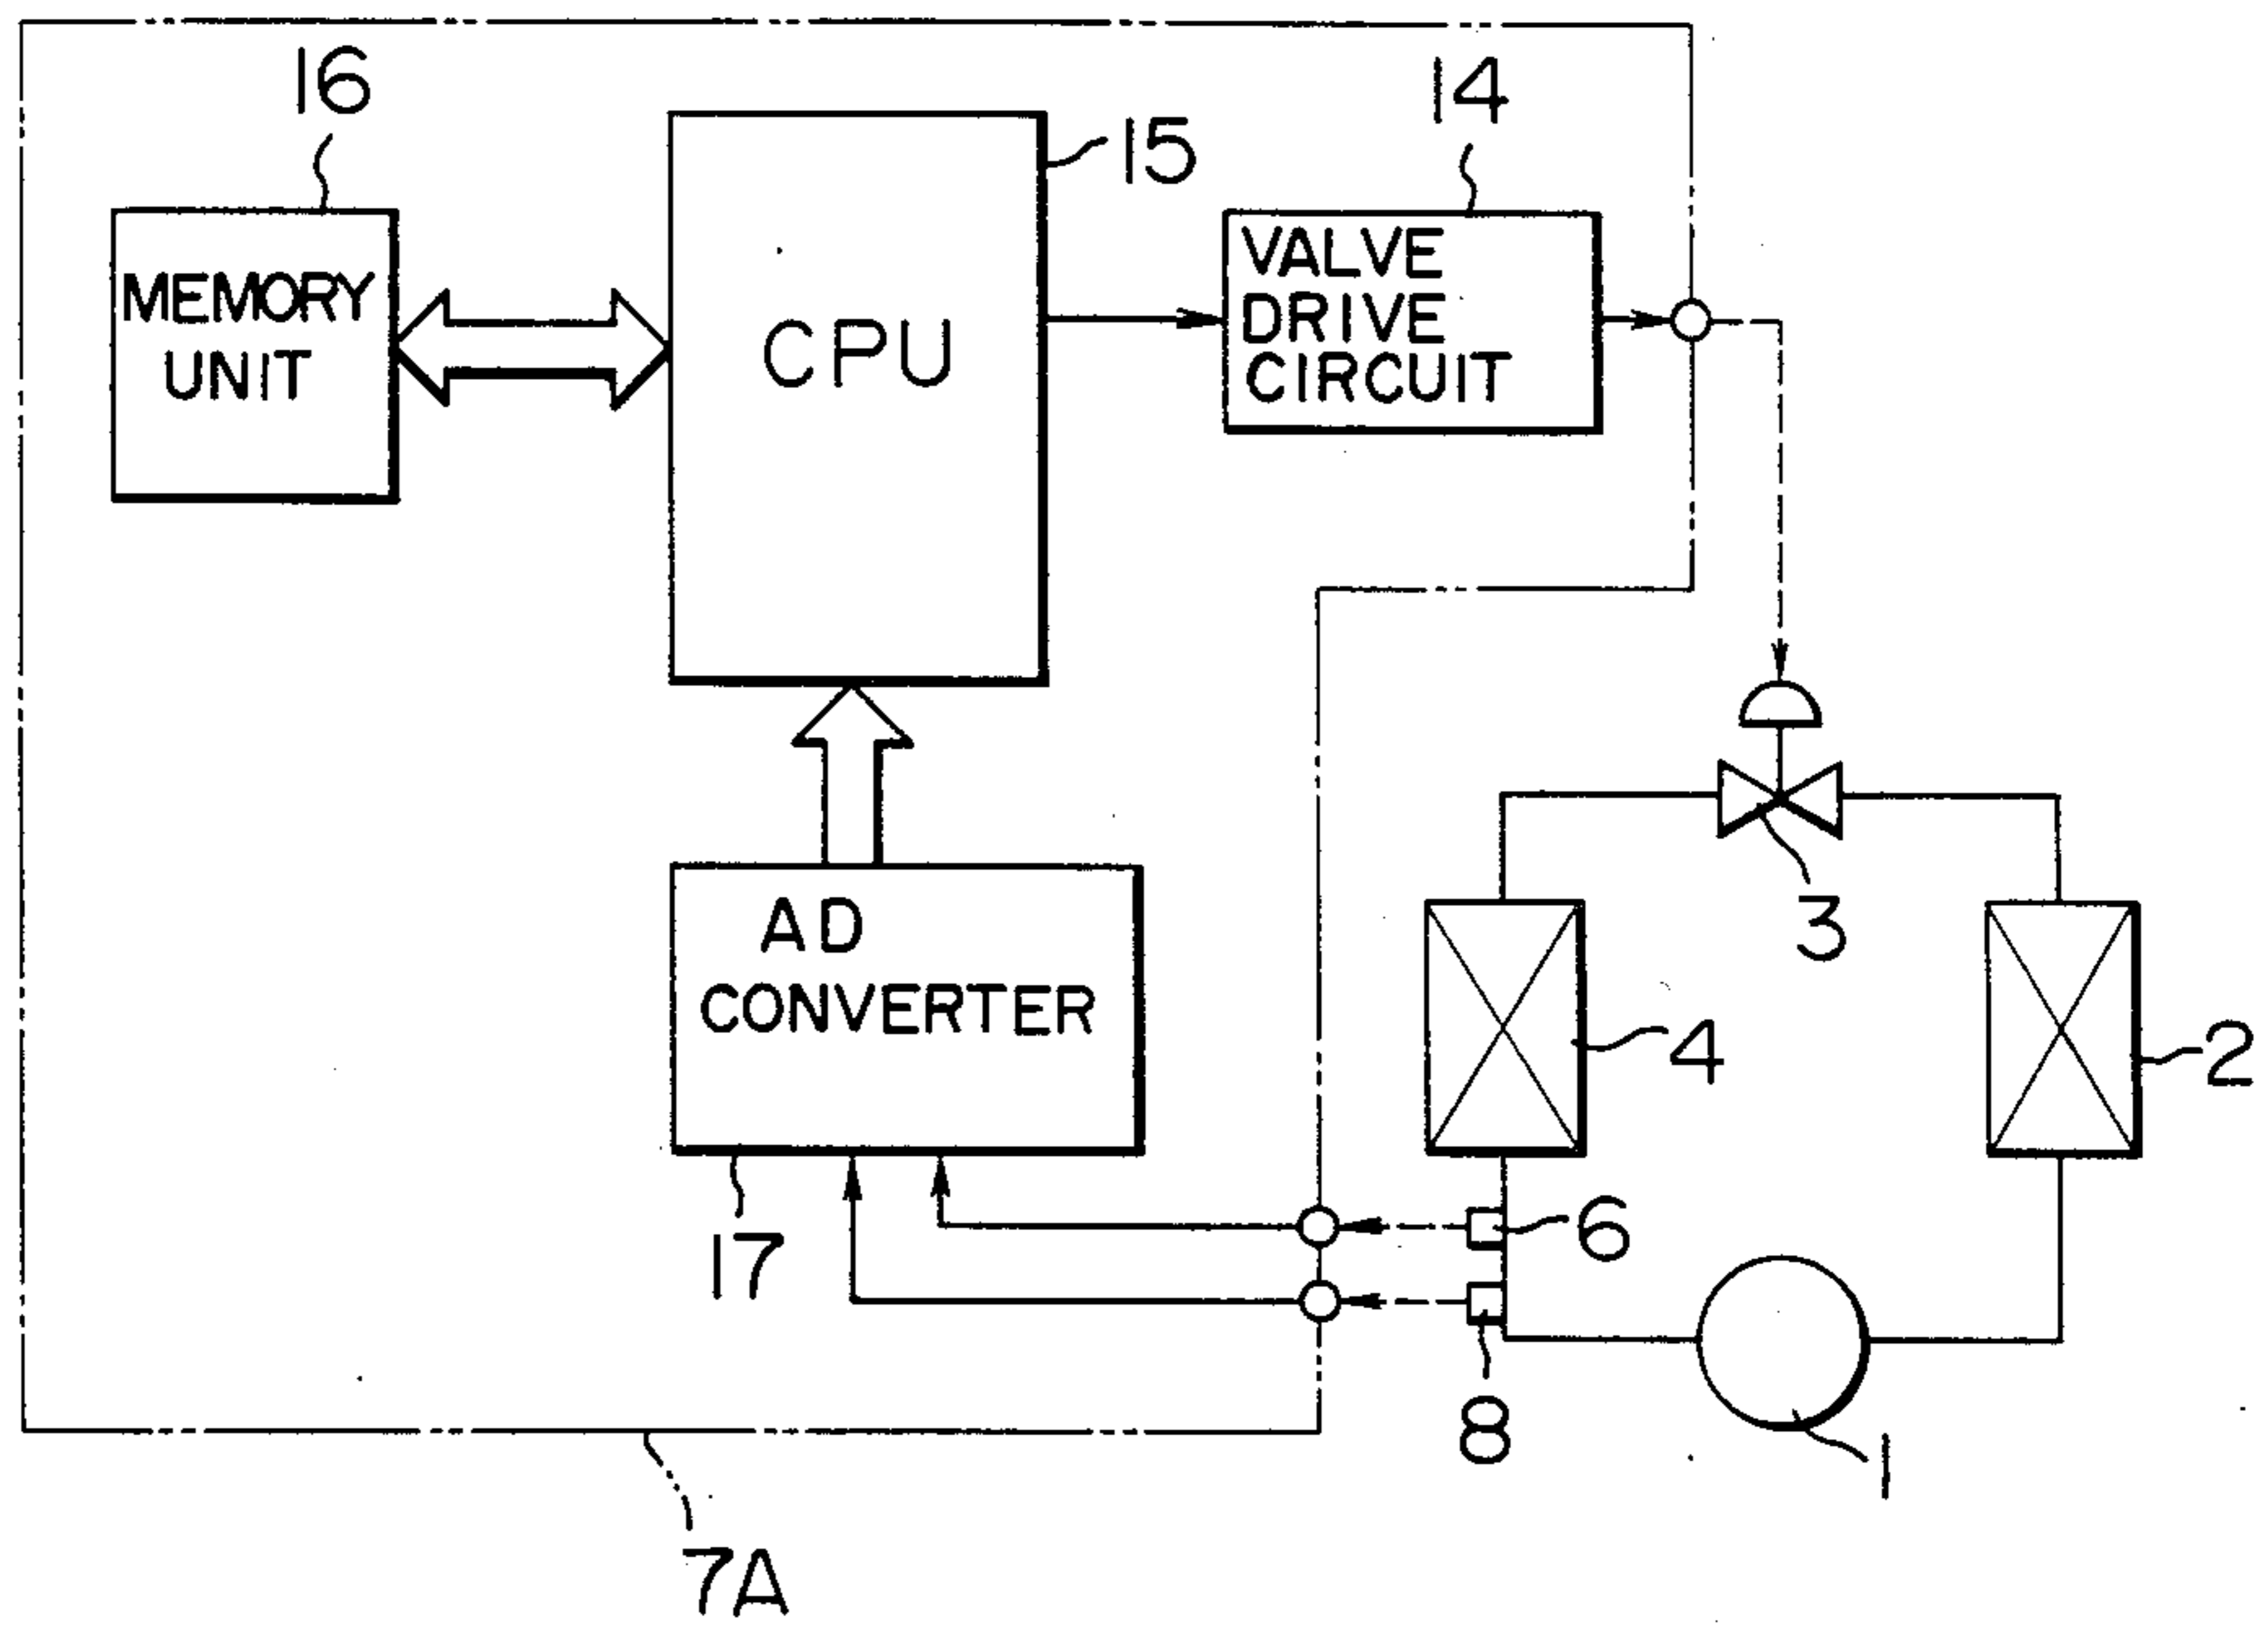 16
14
15
MEMORY
UNIT
CPU
VALVE
DRIVE
CIRCUIT
3
AD
CONVERTER
4
2
6
17
8
1
7A